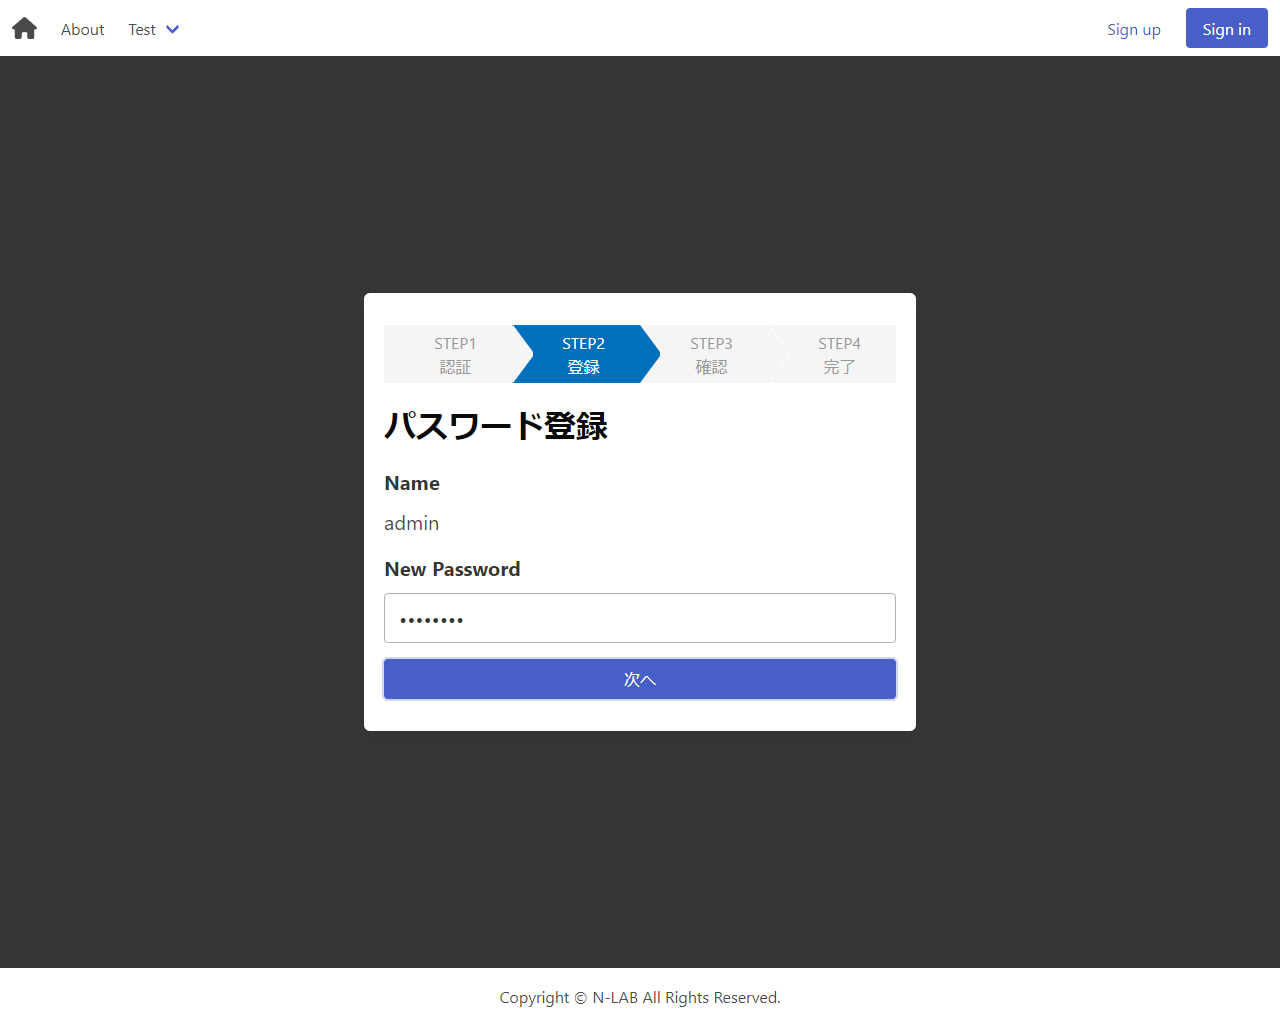 About
Test
Sign up
Sign in
STEP1
認証
STEP2
登録
STEP3
確認
STEP4
完了
パスワード登録
Name
admin
New Password
••••••••
次へ
Copyright © N-LAB All Rights Reserved.